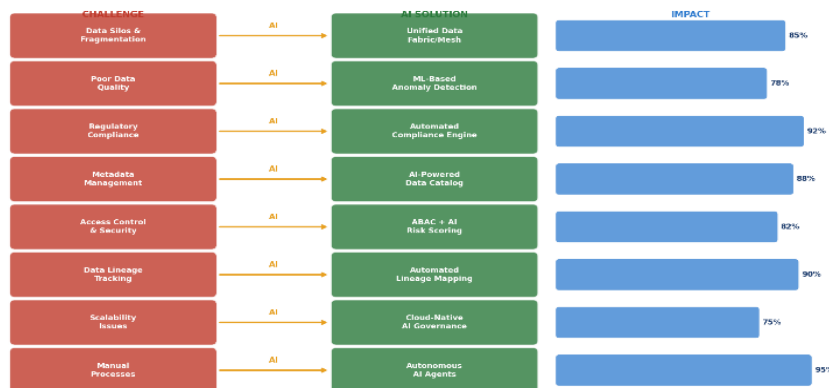 CHALLENGE
AI SOLUTION
IMPACT
Data Silos &
Fragmentation
AI
Unified Data
Fabric/Mesh
85%
Poor Data
Quality
AI
ML-Based
Anomaly Detection
78%
Regulatory
Compliance
AI
Automated
Compliance Engine
92%
Metadata
Management
AI
AI-Powered
Data Catalog
88%
Access Control
& Security
AI
ABAC + AI
Risk Scoring
82%
Data Lineage
Tracking
AI
Automated
Lineage Mapping
90%
Scalability
Issues
AI
Cloud-Native
AI Governance
75%
Manual
Processes
AI
Autonomous
AI Agents
95%